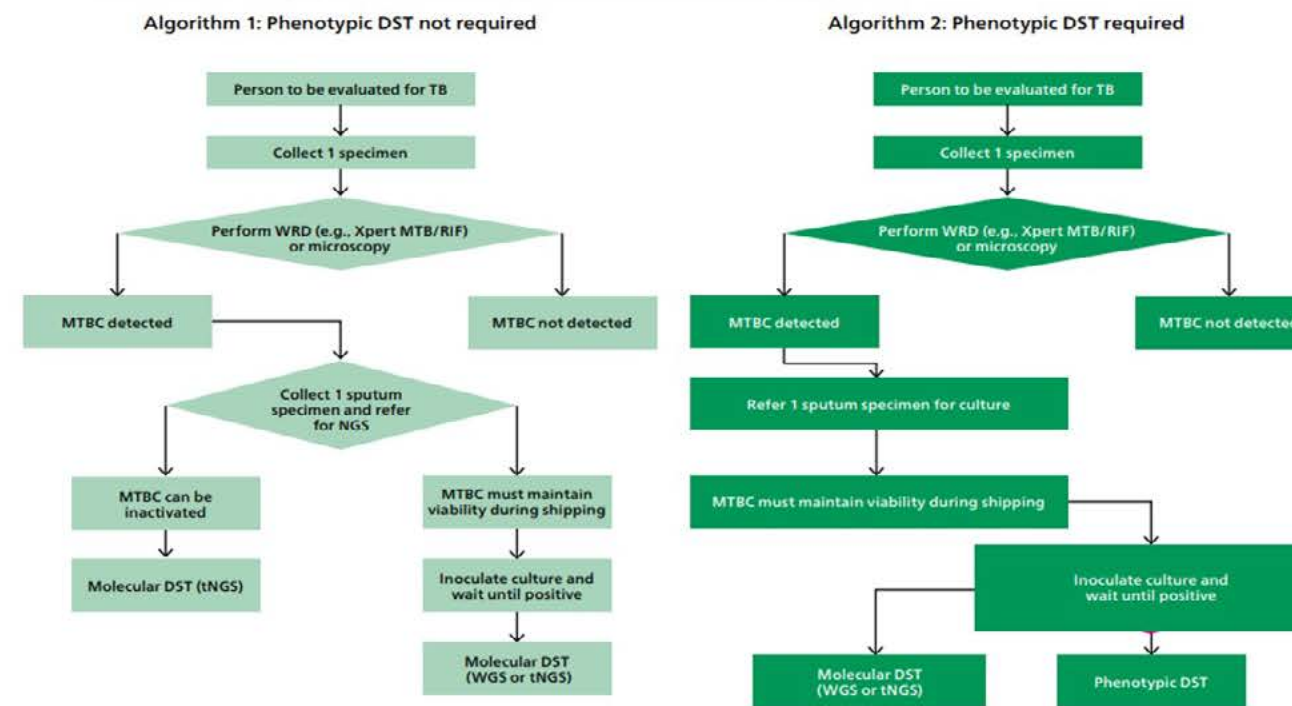 Algorithm 1: Phenotypic DST not required
Person to be evaluated for TB
Collect 1 specimen
Perform WRD (e.g., Xpert MTB/RIF)
or microscopy
MTBC detected
MTBC not detected
Collect 1 sputum
specimen and refer
for NGS
MTBC can be
inactivated
MTBC must maintain
viability during shipping
Molecular DST (tNGS)
Inoculate culture and
wait until positive
Molecular DST
(WGS or tNGS)
Algorithm 2: Phenotypic DST required
Person to be evaluated for TB
Collect 1 specimen
Perform WRD (e.g., Xpert MTB/RIF)
or microscopy
MTBC detected
MTBC not detected
Refer 1 sputum specimen for culture
MTBC must maintain viability during shipping
Inoculate culture and
wait until positive
Molecular DST
(WGS or tNGS)
Phenotypic DST